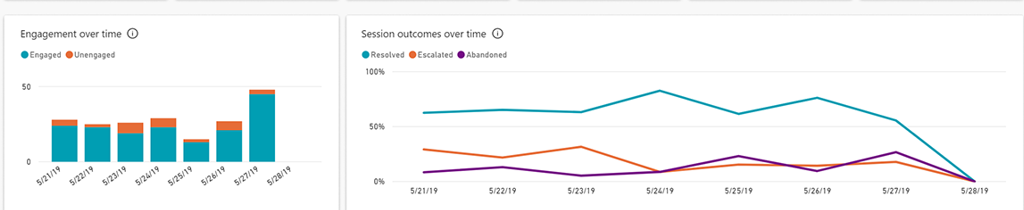 Engagement over time
Engaged Unengaged
50
0
5/21/19 5/22/19 5/23/19 5/24/19 5/25/19 5/26/19 5/27/19 5/28/19
Session outcomes over time
Resolved Escalated Abandoned
100%
50%
0%
5/21/19 5/22/19 5/23/19 5/24/19 5/25/19 5/26/19 5/27/19 5/28/19